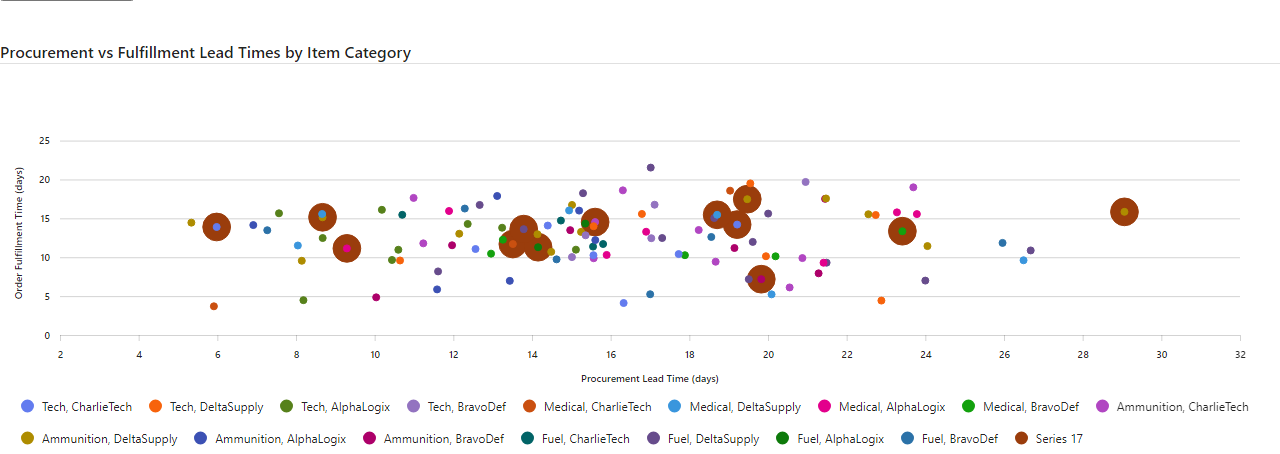 Procurement vs Fulfillment Lead Times by Item Category
25
20
15
10
5
0
Order Fulfillment Time (days)
2 4 6 8 10 12 14 16 18 20 22 24 26 28 30 32
Procurement Lead Time (days)
Tech, CharlieTech Tech, DeltaSupply Tech, AlphaLogix Tech, BravoDef Medical, CharlieTech Medical, DeltaSupply Medical, AlphaLogix Medical, BravoDef Ammunition, CharlieTech
Ammunition, DeltaSupply Ammunition, AlphaLogix Ammunition, BravoDef Fuel, CharlieTech Fuel, DeltaSupply Fuel, AlphaLogix Fuel, BravoDef Series 17